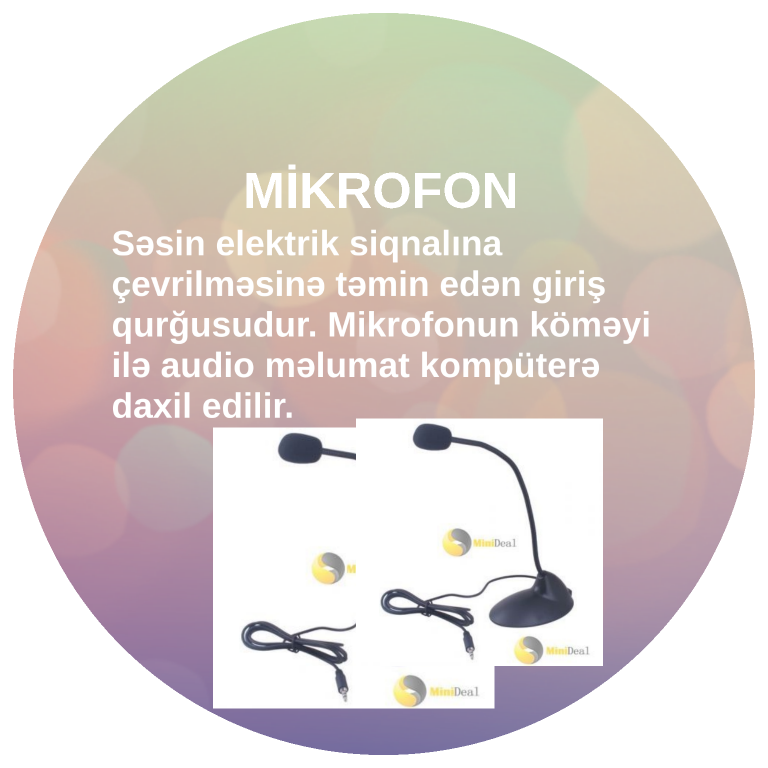 MİKROFON
Səsin elektrik siqnalına
çevrilməsinə təmin edən giriş
qurğusudur. Mikrofonun köməyi
ilə audio məlumat kompüterə
daxil edilir.
MiniDeal
M
MiniDeal
MiniDeal